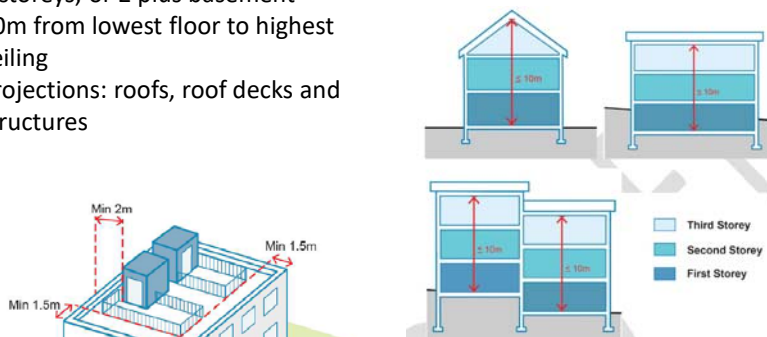 storeys, or 2 plus basement
0m from lowest floor to highest
eiling
rojections: roofs, roof decks and
tructures
Min 2m
Min 1.5m
Min 1.5m
≤ 10m
≤ 10m
≤ 10m
≤ 10m
Third Storey
Second Storey
First Storey